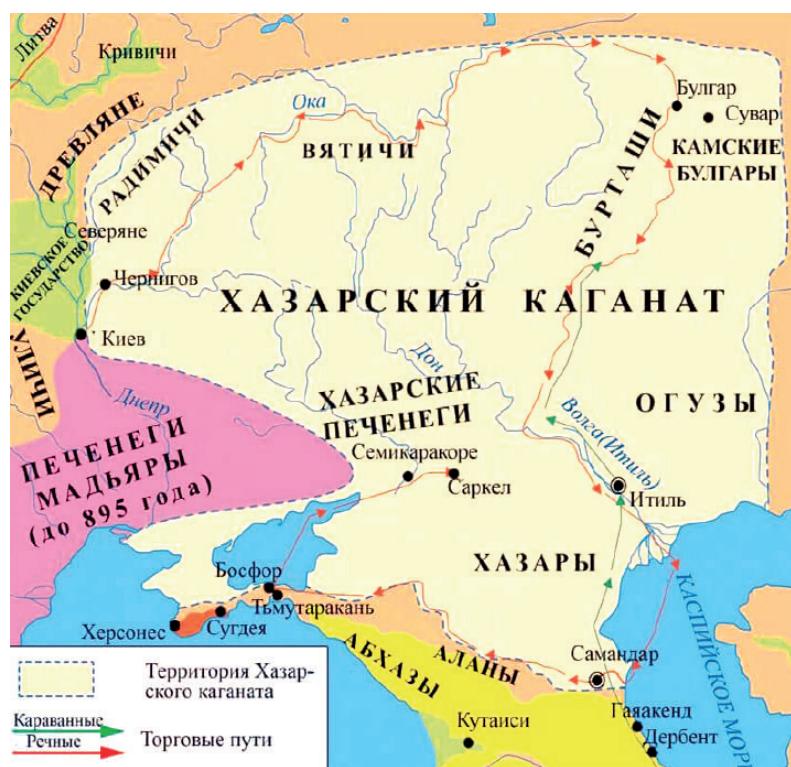 Литва
Кривичи
ДРЕВЛЯНЕ
РАДИМИЧИ
Ока
ВЯТИЧИ
Булгар
Сувар
КАМСКИЕ
БУЛГАРЫ
БУРТАШИ
Северяне
КИЕВСКОЕ
ГОСУДАРСТВО
Чернигов
ХАЗАРСКИЙ КАГАНАТ
Киев
УЛИЧИ
Днепр
Дон
ХАЗАРСКИЕ
ПЕЧЕНЕГИ
ОГУЗЫ
Волга(Итиль)
ПЕЧЕНЕГИ
МАДЬЯРЫ
(до 895 года)
Семикаракоре
Саркел
Итиль
ХАЗАРЫ
Босфор
Тьмутаракань
Херсонес
Сугдея
КАСПИЙСКОЕ МОРЕ
АБХАЗЫ
АЛАНЫ
Самандар
Гаяакенд
Дербент
Кутаиси
Территория Хазар-
ского каганата
Караванные
Речные
Торговые пути